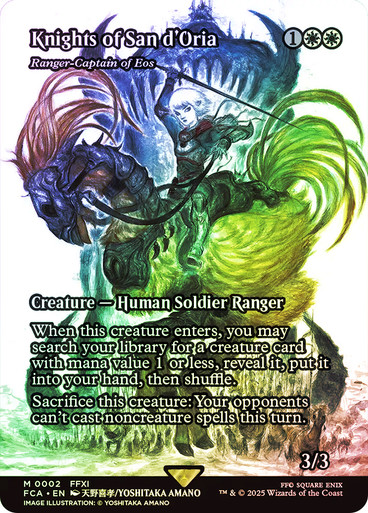 Knights of San d'Oria 1
Ranger-Captain of Eos
Creature — Human Soldier Ranger
When this creature enters, you may
search your library for a creature card
with mana value 1 or less, reveal it, put it
into your hand, then shuffle.
Sacrifice this creature: Your opponents
can't cast noncreature spells this turn.
3/3
M 0002 FFXI
FCA • EN 天野喜孝/YOSHITAKA AMANO
IMAGE ILLUSTRATION: © YOSHITAKA AMANO
FF© SQUARE ENIX
™ & © 2025 Wizards of the Coast